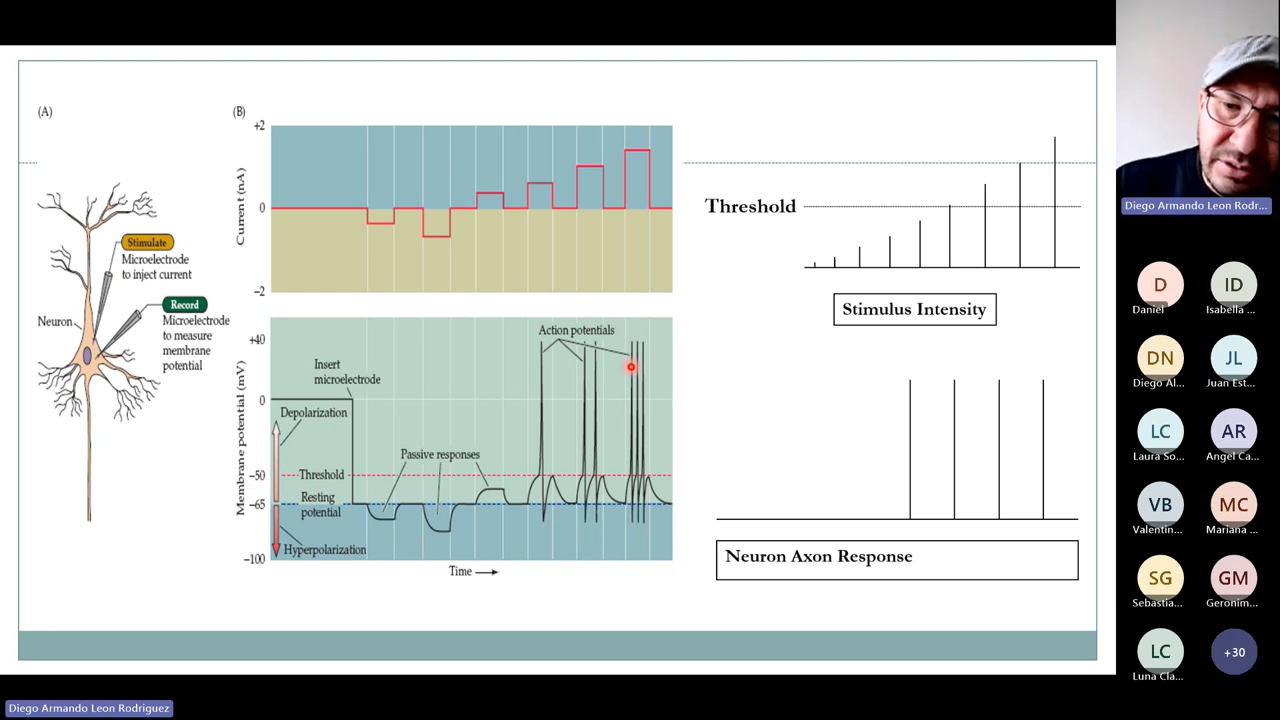 (A)
(B)
+2
0
−2
Current (nA)
Stimulate
Microelectrode
to inject current
Record
Microelectrode
to measure
membrane
potential
Neuron
+40
0
−50
−65
−100
Membrane potential (mV)
Insert
microelectrode
Depolarization
Threshold
Resting
potential
Hyperpolarization
Passive responses
Action potentials
Time
Threshold
Stimulus Intensity
Neuron Axon Response
Diego Armando Leon Rodr...
D
Daniel
ID
Isabella ...
DN
Diego Al...
JL
Juan Est...
LC
Laura So...
AR
Angel Ca...
VB
Valentin...
MC
Mariana ...
SG
Sebastia...
GM
Geronim...
LC
Luna Cla...
+30
Diego Armando Leon Rodriguez